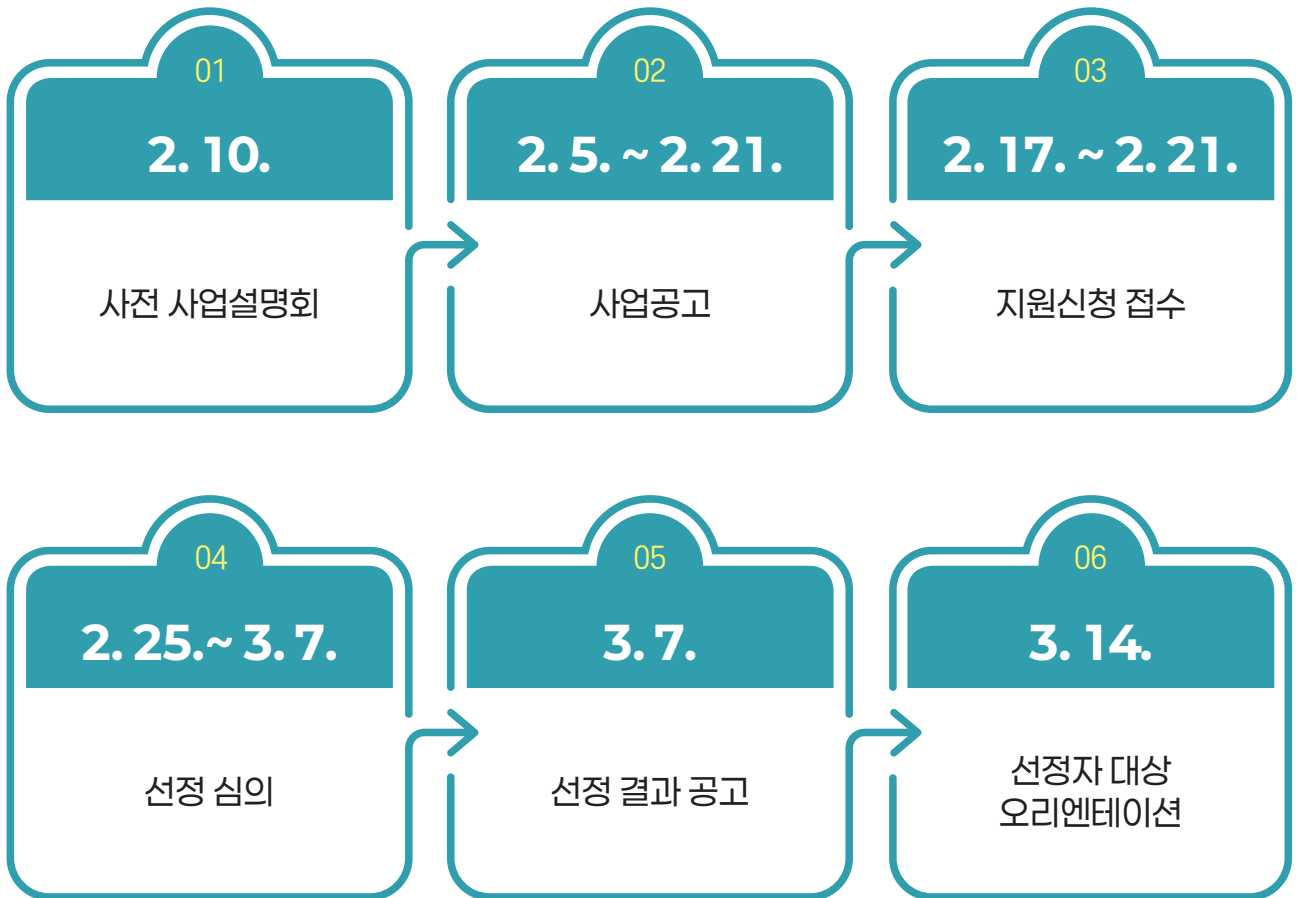 01
2. 10.
사전 사업설명회
02
2. 5. ~ 2. 21.
사업공고
03
2. 17. ~ 2. 21.
지원신청 접수
04
2. 25.~ 3. 7.
선정 심의
05
3. 7.
선정 결과 공고
06
3. 14.
선정자 대상
오리엔테이션